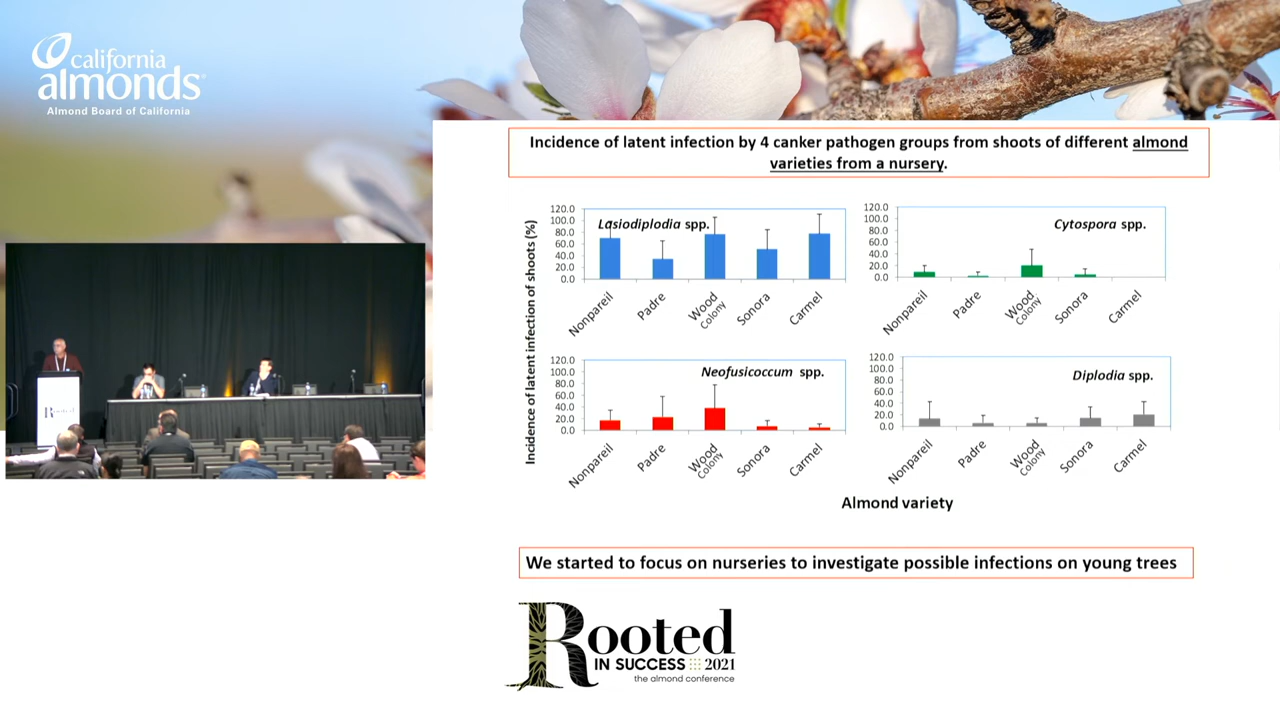 california
almonds
Almond Board of California
Incidence of latent infection by 4 canker pathogen groups from shoots of different almond
varieties from a nursery.
Incidence of latent infection of shoots (%)
Lasiodiplodia spp.
120.0
100.0
80.0
60.0
40.0
20.0
0.0
Nonpareil
Padre
Wood
Colony
Sonora
Carmel
Cytospora spp.
120.0
100.0
80.0
60.0
40.0
20.0
0.0
Nonpareil
Padre
Wood
Colony
Sonora
Carmel
Neofusicoccum spp.
120.0
100.0
80.0
60.0
40.0
20.0
0.0
Nonpareil
Padre
Wood
Colony
Sonora
Carmel
Diplodia spp.
120.0
100.0
80.0
60.0
40.0
20.0
0.0
Nonpareil
Padre
Wood
Colony
Sonora
Carmel
Almond variety
We started to focus on nurseries to investigate possible infections on young trees
Rooted
Rooted
IN SUCCESS 2021
the almond conference